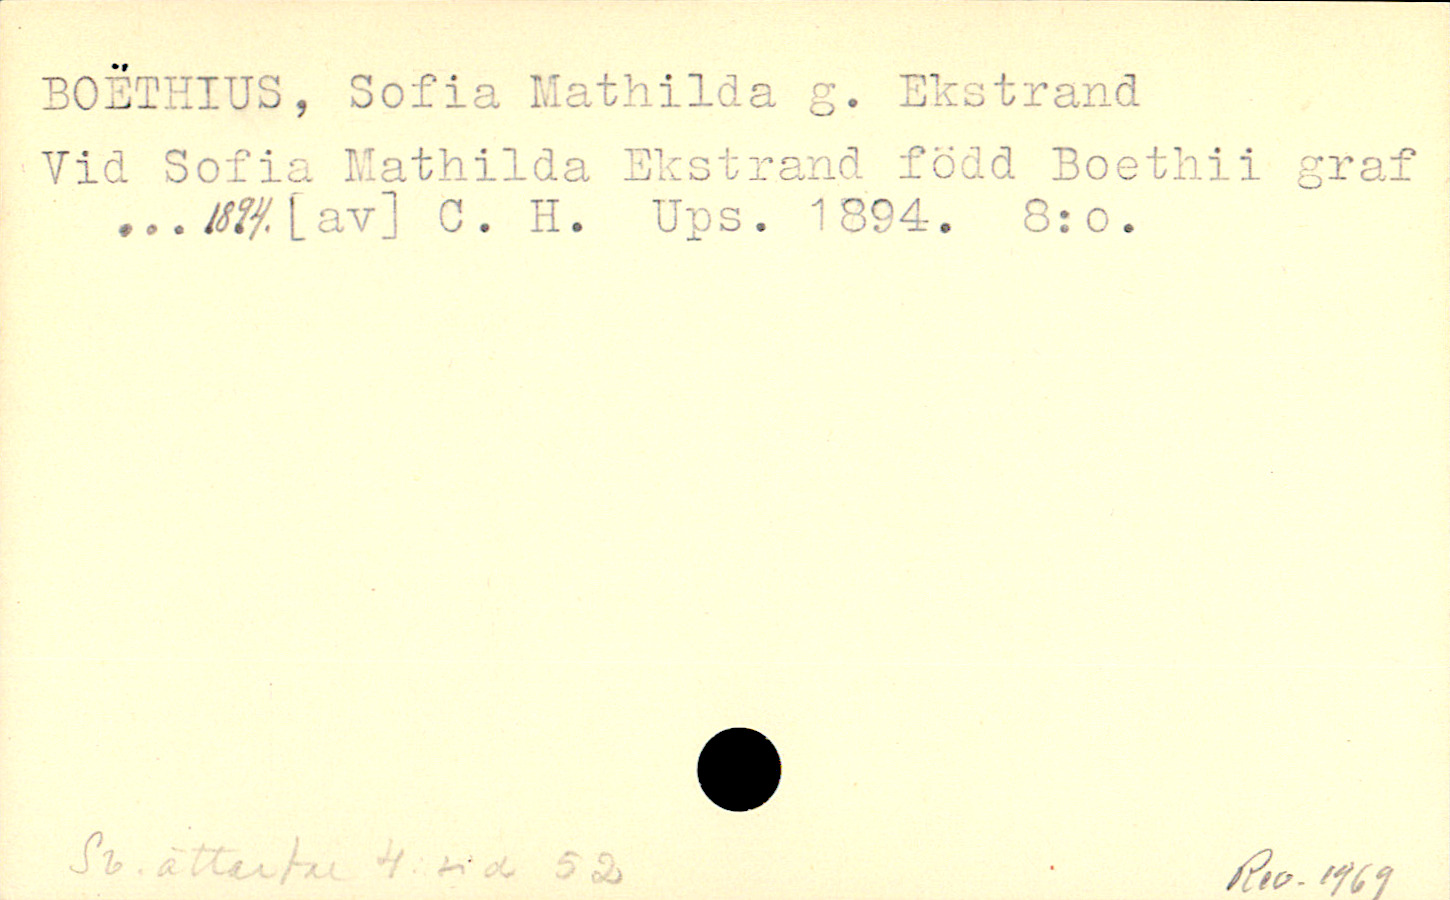 BOËTHIUS, Sofia Mathilda g. Ekstrand
Vid Sofia Mathilda Ekstrand född Boethii graf
... 1894. [av] C. H. Ups. 1894. 8:o.
Sv. ättartal 4: sid 52
Rev. 1969